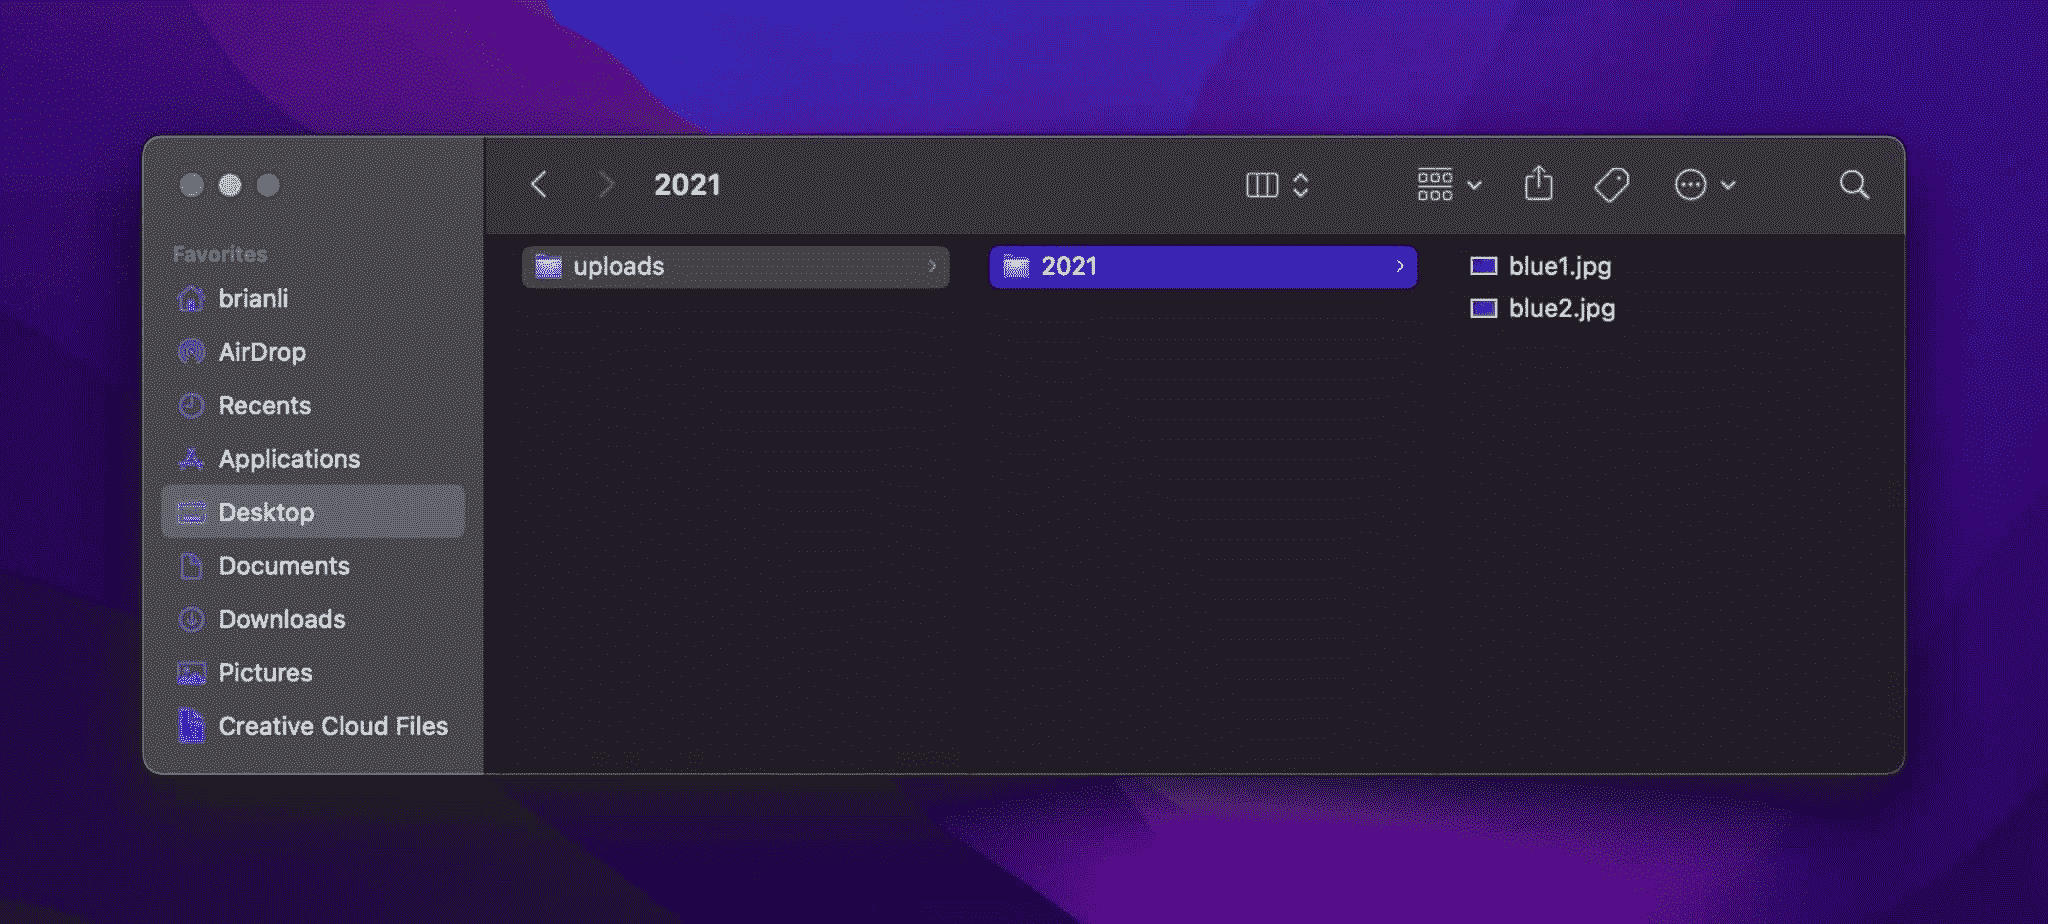 2021
Favorites
brianli
AirDrop
Recents
Applications
Desktop
Documents
Downloads
Pictures
Creative Cloud Files
uploads
2021
blue1.jpg
blue2.jpg